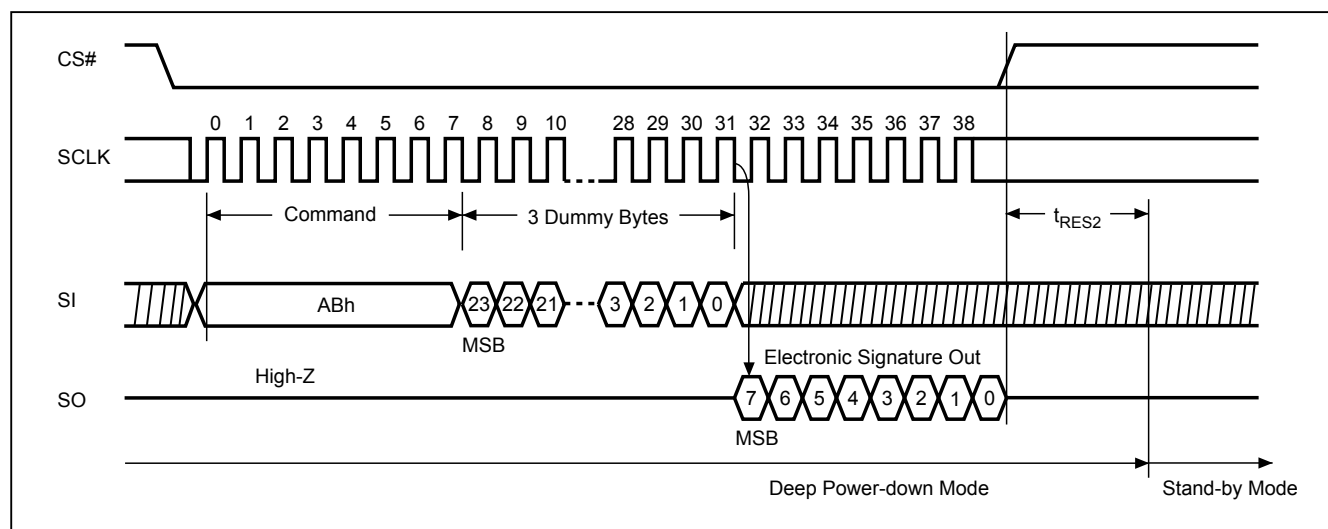 CS#
0 1 2 3 4 5 6 7 8 9 10 28 29 30 31 32 33 34 35 36 37 38
SCLK
Command
3 Dummy Bytes
tRES2
SI
ABh
23 22 21 3 2 1 0
MSB
Electronic Signature Out
High-Z
SO
7 6 5 4 3 2 1 0
MSB
Deep Power-down Mode
Stand-by Mode